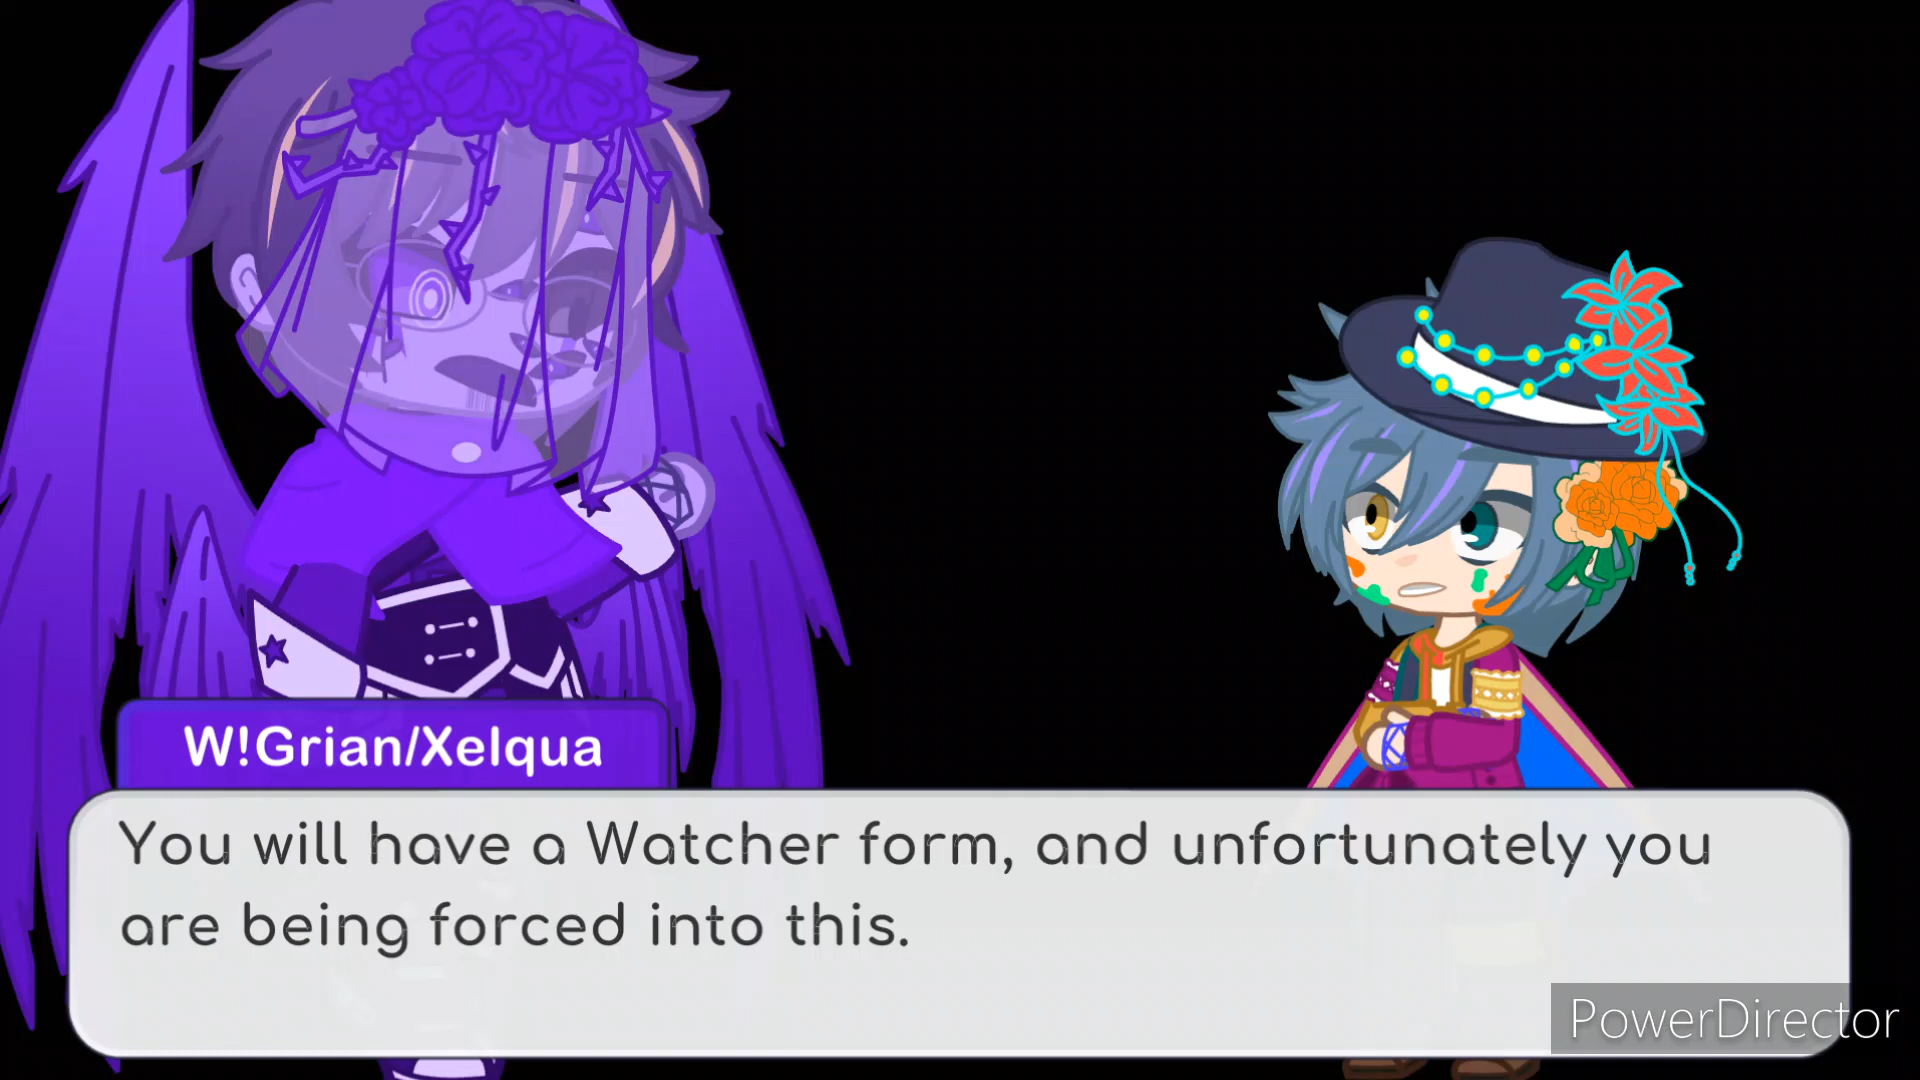 W!Grian/Xelqua
You will have a Watcher form, and unfortunately you
are being forced into this.
PowerDirector